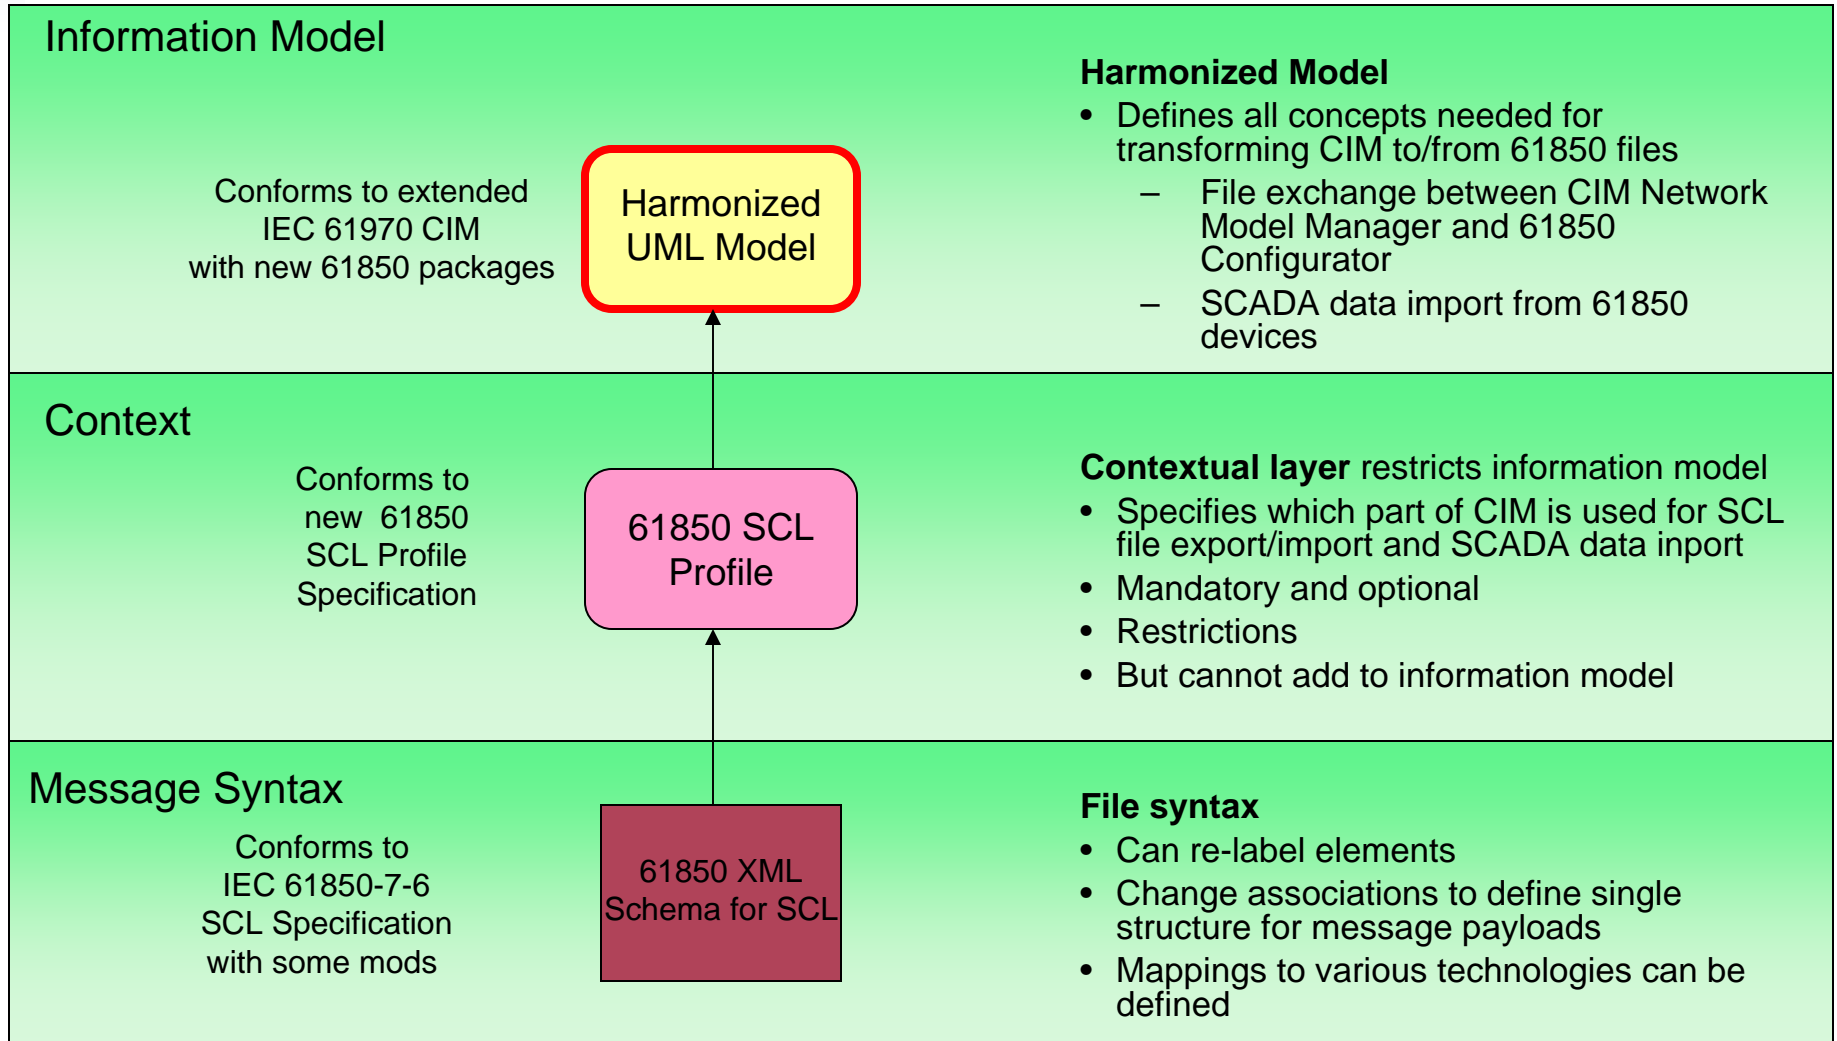 Information Model
Conforms to extended
IEC 61970 CIM
with new 61850 packages
Harmonized
UML Model
Harmonized Model
• Defines all concepts needed for
transforming CIM to/from 61850 files
– File exchange between CIM Network
Model Manager and 61850
Configurator
– SCADA data import from 61850
devices
Context
Conforms to
new 61850
SCL Profile
Specification
61850 SCL
Profile
Contextual layer restricts information model
• Specifies which part of CIM is used for SCL
file export/import and SCADA data inport
• Mandatory and optional
• Restrictions
• But cannot add to information model
Message Syntax
Conforms to
IEC 61850-7-6
SCL Specification
with some mods
61850 XML
Schema for SCL
File syntax
• Can re-label elements
• Change associations to define single
structure for message payloads
• Mappings to various technologies can be
defined